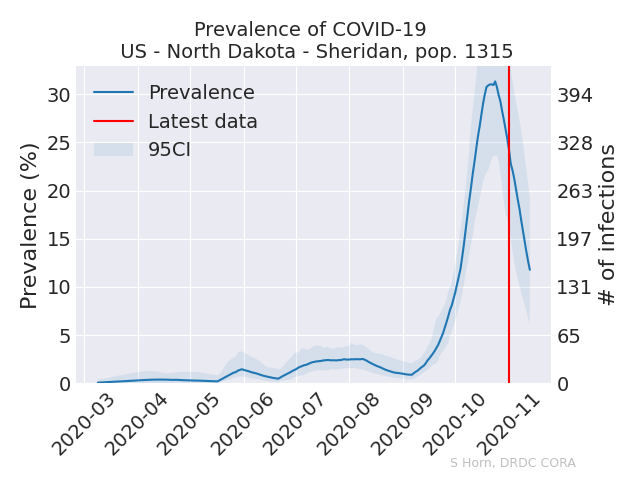 Prevalence of COVID-19
US - North Dakota - Sheridan, pop. 1315
Prevalence
Latest data
95CI
Prevalence (%)
30
25
20
15
10
5
0
394
328
263
197
131
65
0
# of infections
2020-03
2020-04
2020-05
2020-06
2020-07
2020-08
2020-09
2020-10
2020-11
S Horn, DRDC CORA